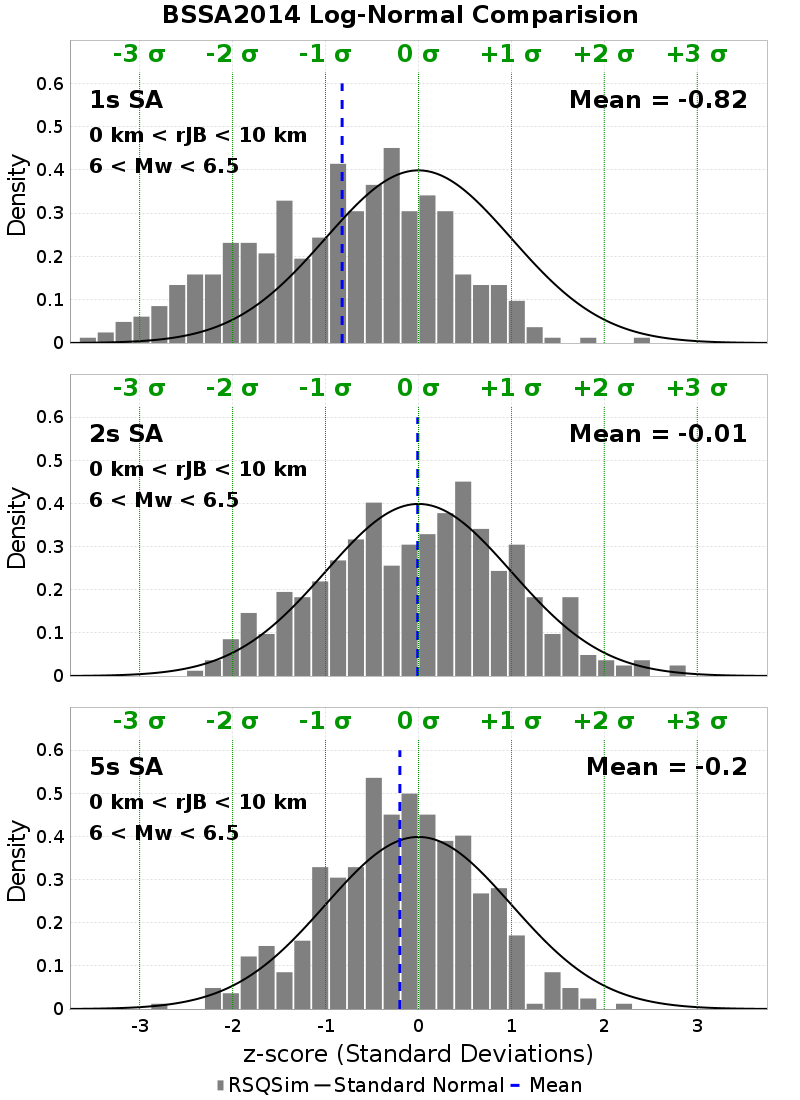 BSSA2014 Log-Normal Comparision
-3 σ -2 σ -1 σ 0 σ +1 σ +2 σ +3 σ
0.6
1s SA Mean = -0.82
0.5
0 km < rJB < 10 km
6 < Mw < 6.5
0.4
0.3
0.2
0.1
0
Density
-3 σ -2 σ -1 σ 0 σ +1 σ +2 σ +3 σ
0.6
2s SA Mean = -0.01
0.5
0 km < rJB < 10 km
6 < Mw < 6.5
0.4
0.3
0.2
0.1
0
Density
-3 σ -2 σ -1 σ 0 σ +1 σ +2 σ +3 σ
0.6
5s SA Mean = -0.2
0.5
0 km < rJB < 10 km
6 < Mw < 6.5
0.4
0.3
0.2
0.1
0
Density
-3 -2 -1 0 1 2 3
z-score (Standard Deviations)
RSQSim Standard Normal Mean